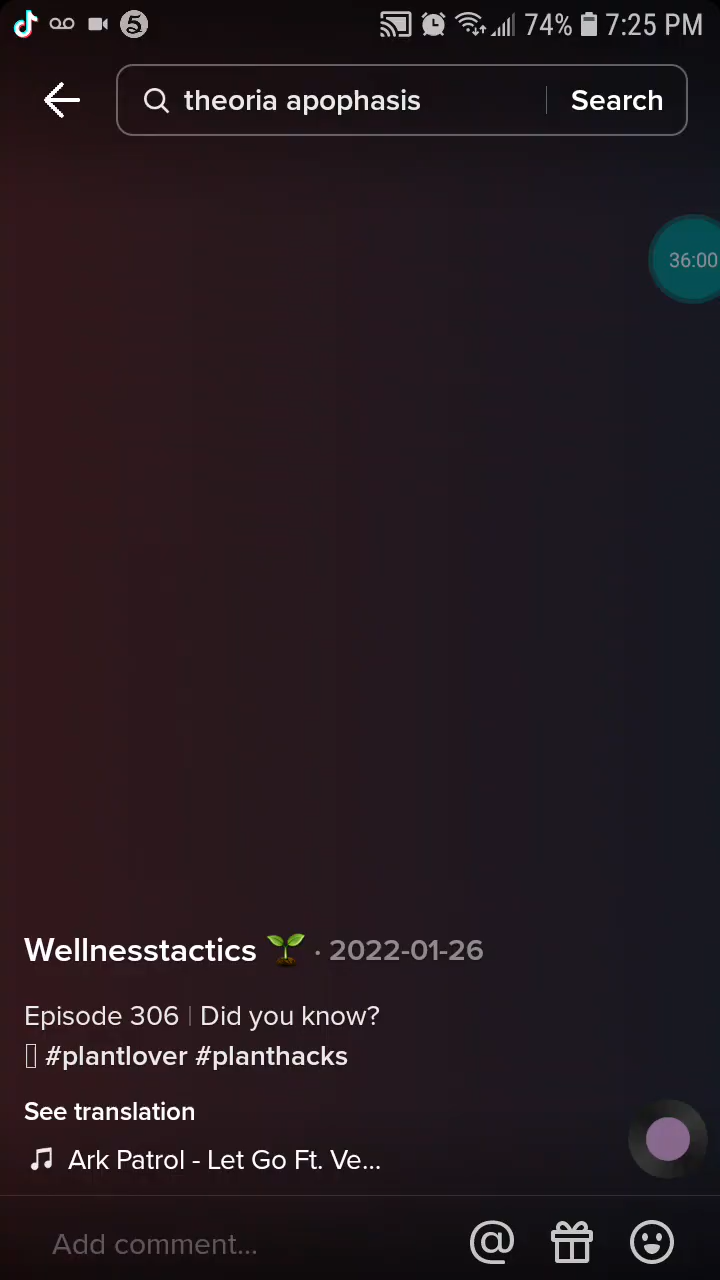 74% 7:25 PM
theoria apophasis Search
36:00
Wellnesstactics 🌱 · 2022-01-26
Episode 306 | Did you know?
#plantlover #planthacks
See translation
Ark Patrol - Let Go Ft. Ve...
Add comment...